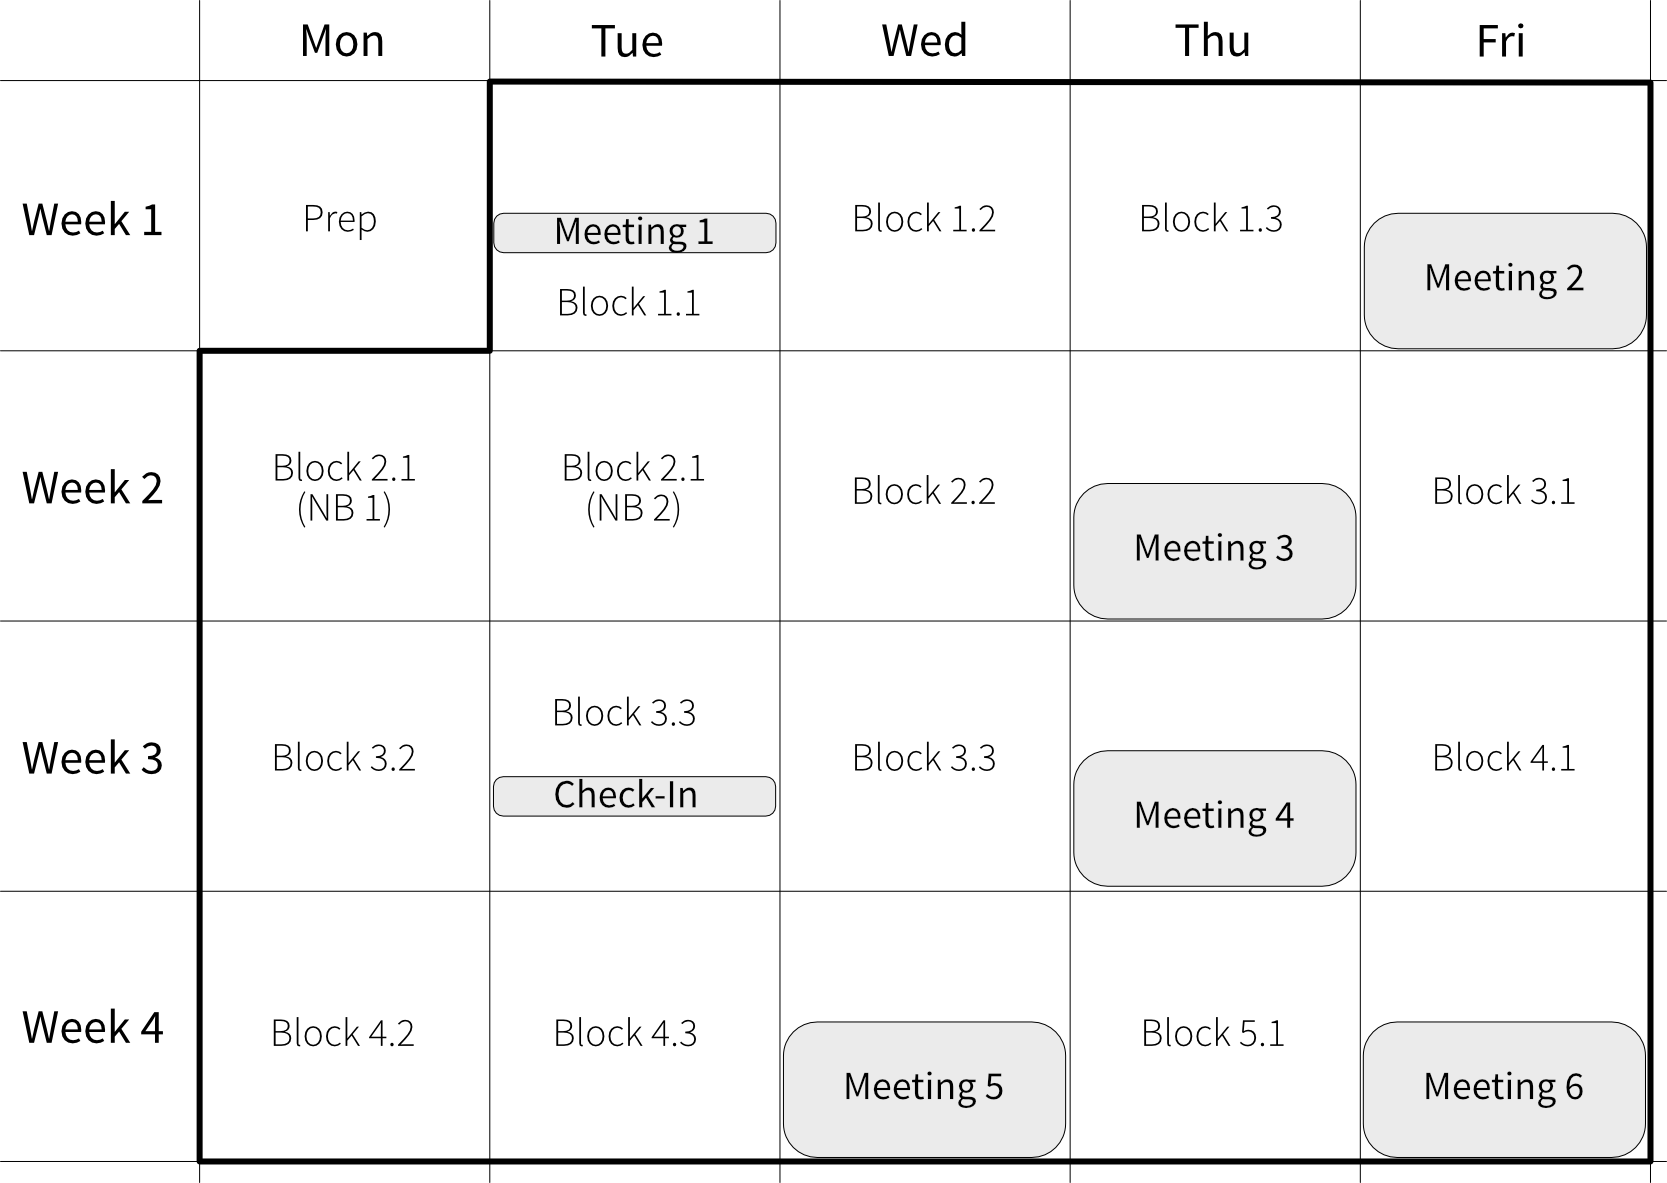 Mon Tue Wed Thu Fri
Week 1
Prep
Meeting 1
Block 1.1
Block 1.2
Block 1.3
Meeting 2
Week 2
Block 2.1
(NB 1)
Block 2.1
(NB 2)
Block 2.2
Meeting 3
Block 3.1
Week 3
Block 3.2
Block 3.3
Check-In
Block 3.3
Meeting 4
Block 4.1
Week 4
Block 4.2
Block 4.3
Meeting 5
Block 5.1
Meeting 6